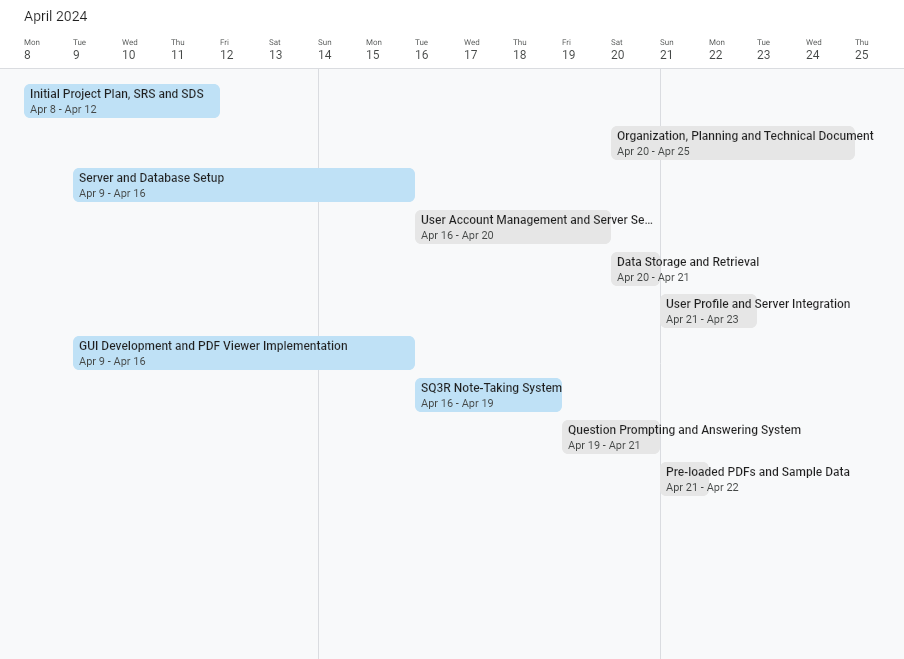 April 2024
Mon Tue Wed Thu Fri Sat Sun Mon Tue Wed Thu Fri Sat Sun Mon Tue Wed Thu
8 9 10 11 12 13 14 15 16 17 18 19 20 21 22 23 24 25
Initial Project Plan, SRS and SDS
Apr 8 - Apr 12
Organization, Planning and Technical Document
Apr 20 - Apr 25
Server and Database Setup
Apr 9 - Apr 16
User Account Management and Server Se...
Apr 16 - Apr 20
Data Storage and Retrieval
Apr 20 - Apr 21
User Profile and Server Integration
Apr 21 - Apr 23
GUI Development and PDF Viewer Implementation
Apr 9 - Apr 16
SQ3R Note-Taking System
Apr 16 - Apr 19
Question Prompting and Answering System
Apr 19 - Apr 21
Pre-loaded PDFs and Sample Data
Apr 21 - Apr 22